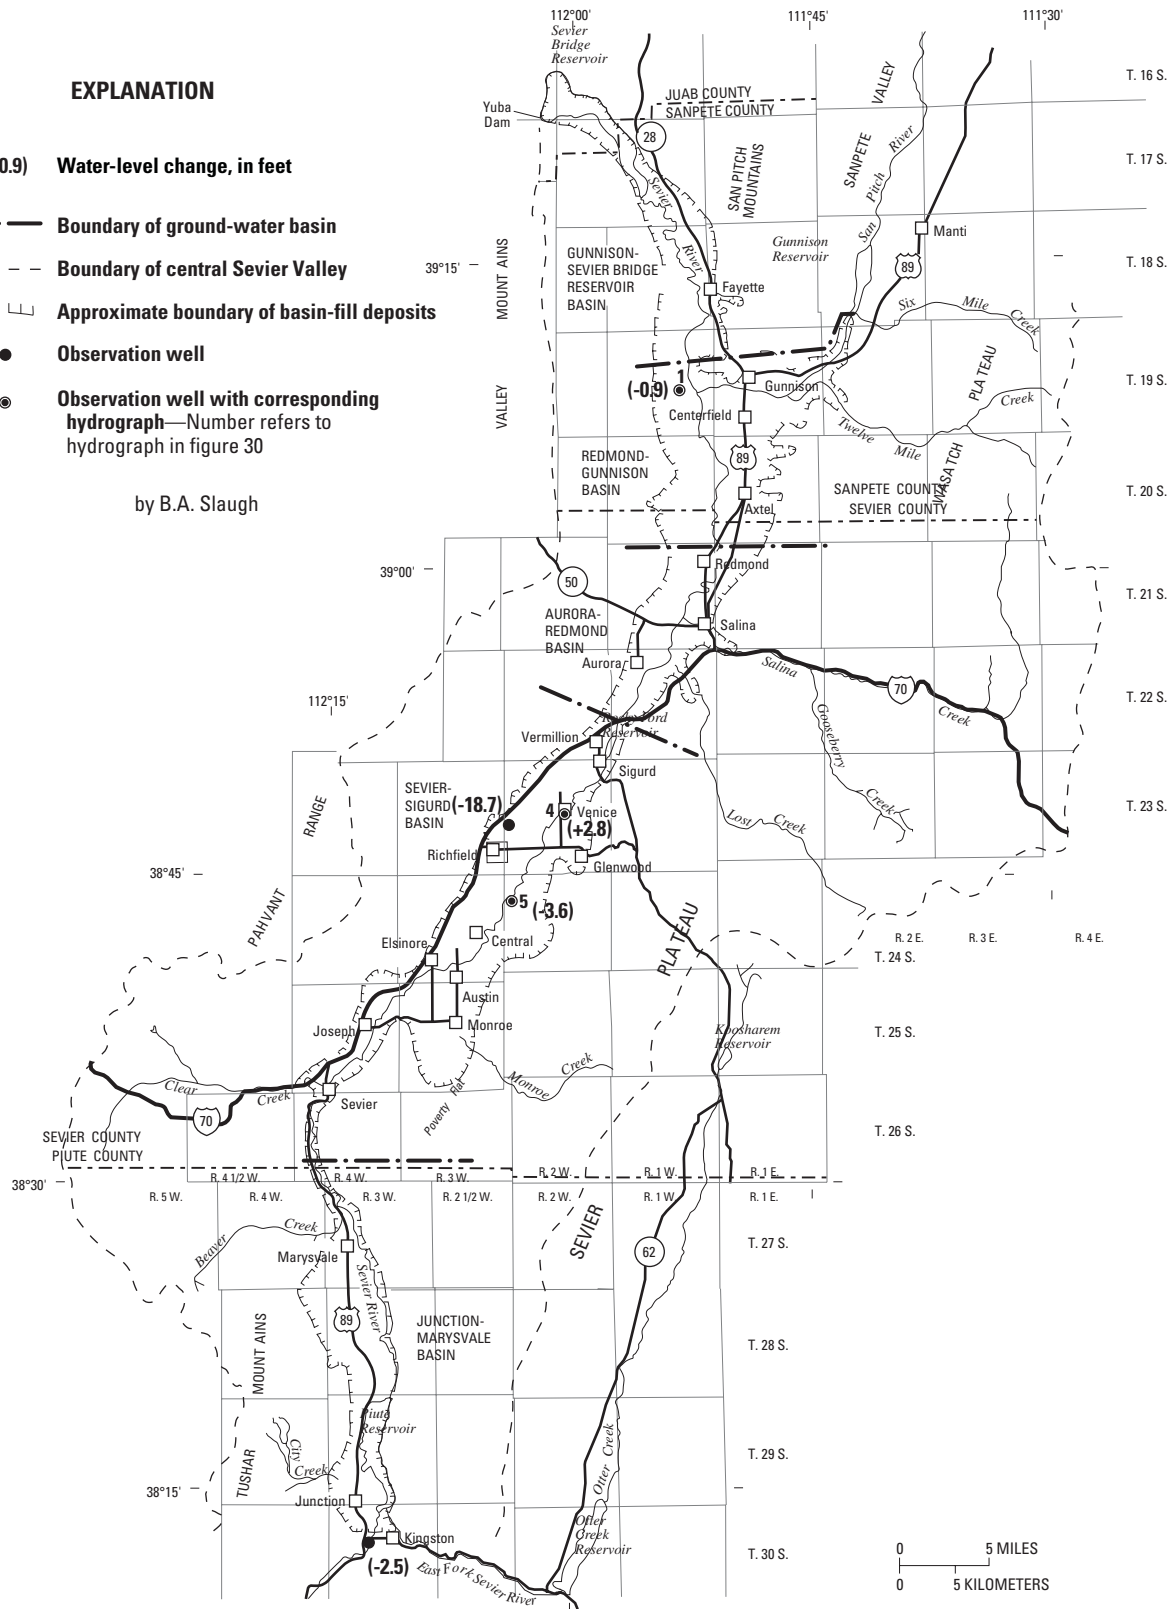 112°00'
111°45'
111°30'
Sevier
Bridge
Reservoir
EXPLANATION
0.9) Water-level change, in feet
Boundary of ground-water basin
Boundary of central Sevier Valley
Approximate boundary of basin-fill deposits
Observation well
Observation well with corresponding
hydrograph—Number refers to
hydrograph in figure 30
by B.A. Slaugh
Yuba
Dam
JUAB COUNTY
SANPETE COUNTY
28
Sevier
River
SAN PITCH
MOUNTAINS
SANPETE
VALLEY
San Pitch River
T. 16 S.
T. 17 S.
Manti
89
T. 18 S.
39°15'
MOUNT AINS
VALLEY
GUNNISON-
SEVIER BRIDGE
RESERVOIR
BASIN
Gunnison
Reservoir
Fayette
Six Mile Creek
1
(-0.9)
Gunnison
Centerfield
PLA TEAU
Creek
T. 19 S.
Twelve
Mile
WASATCH
REDMOND-
GUNNISON
BASIN
89
Axtel
SANPETE COUNTY
SEVIER COUNTY
T. 20 S.
39°00'
50
Redmond
AURORA-
REDMOND
BASIN
Salina
T. 21 S.
Aurora
Salina
70
Creek
T. 22 S.
112°15'
Gooseberry
Creek
Reservoir
Vermillion
Sigurd
SEVIER-
SIGURD
BASIN
(-18.7)
4
Venice
(+2.8)
Lost Creek
T. 23 S.
RANGE
Richfield
Glenwood
38°45'
PAHVANT
5
(-3.6)
Central
Elsinore
PLA TEAU
R. 2 E.
R. 3 E.
R. 4 E.
T. 24 S.
Austin
Joseph
Monroe
Koosharem
Reservoir
T. 25 S.
Clear
Creek
Monroe
Creek
Poverty Flat
Sevier
70
SEVIER COUNTY
PIUTE COUNTY
T. 26 S.
38°30'
R. 4 1/2 W.
R. 4 W.
R. 3 W.
R. 2 W.
R. 1 W.
R. 1 E.
R. 5 W.
R. 4 W.
R. 3 W.
R. 2 1/2 W.
R. 2 W.
R. 1 W
R. 1 E.
Beaver
Creek
Marysvale
Sevier River
SEVIER
62
T. 27 S.
89
JUNCTION-
MARYSVALE
BASIN
MOUNT AINS
T. 28 S.
Piute
Reservoir
TUSHAR
City
Creek
Otter Creek
T. 29 S.
38°15'
Junction
Kingston
(-2.5)
East Fork Sevier River
Otter
Creek
Reservoir
T. 30 S.
0 5 MILES
0 5 KILOMETERS